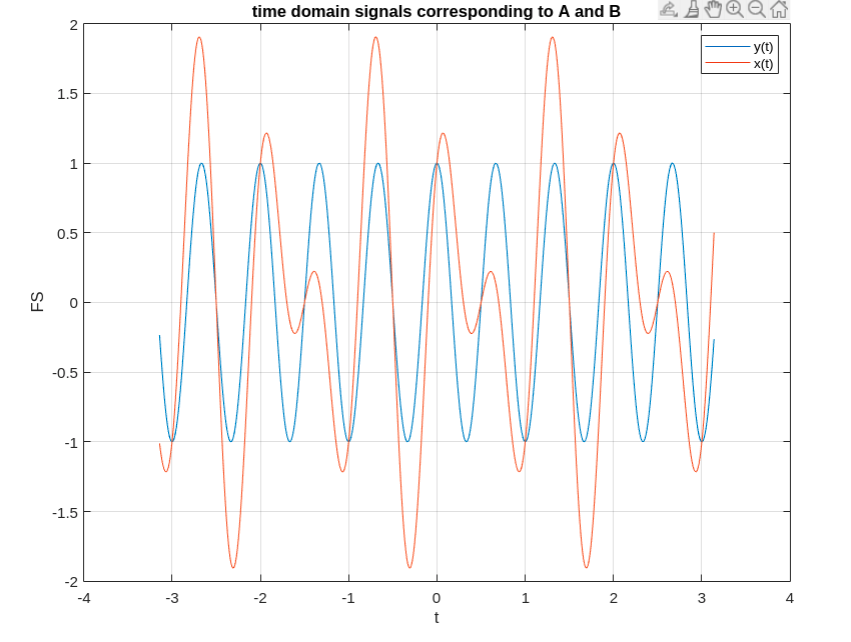 time domain signals corresponding to A and B
y(t)
x(t)
2
1.5
1
0.5
0
-0.5
-1
-1.5
-2
FS
-4 -3 -2 -1 0 1 2 3 4
t